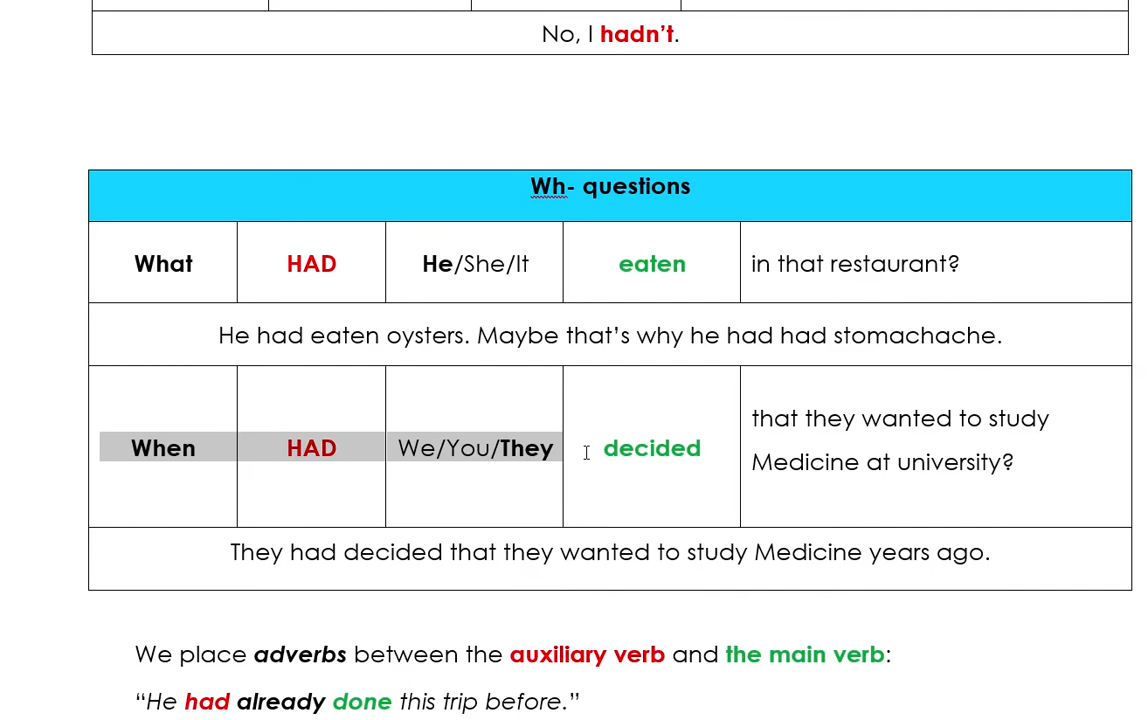 No, I hadn’t.
Wh- questions
What HAD He/She/It eaten in that restaurant?
He had eaten oysters. Maybe that’s why he had had stomachache.
When HAD We/You/They decided that they wanted to study
Medicine at university?
They had decided that they wanted to study Medicine years ago.
We place adverbs between the auxiliary verb and the main verb:
“He had already done this trip before.”